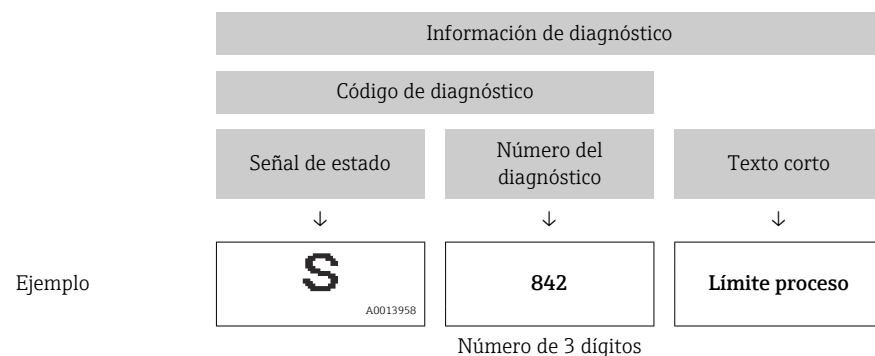 Información de diagnóstico
Código de diagnóstico
Señal de estado
Número del
diagnóstico
Texto corto
↓ ↓ ↓
Ejemplo
S
A0013958
842
Límite proceso
Número de 3 dígitos